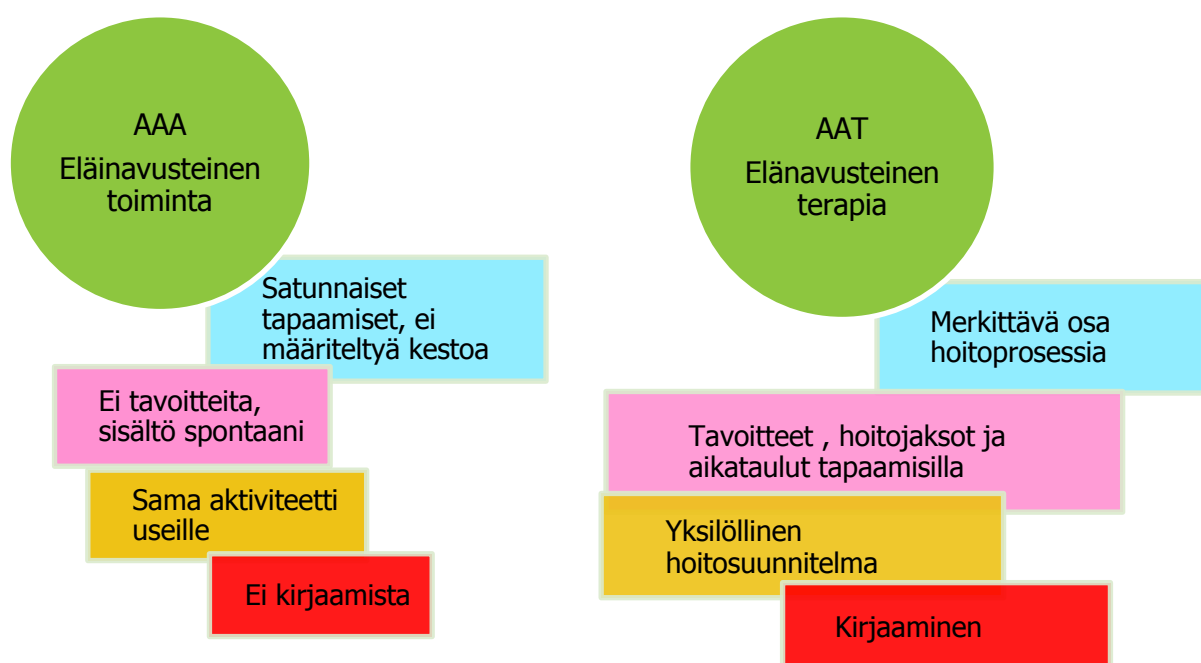 AAA
Eläinavusteinen
toiminta
Satunnaiset
tapaamiset, ei
määriteltyä kestoa
Ei tavoitteita,
sisältö spontaani
Sama aktiviteetti
useille
Ei kirjaamista
AAT
Elänavusteinen
terapia
Merkittävä osa
hoitoprosessia
Tavoitteet , hoitojaksot ja
aikataulut tapaamisilla
Yksilöllinen
hoitosuunnitelma
Kirjaaminen